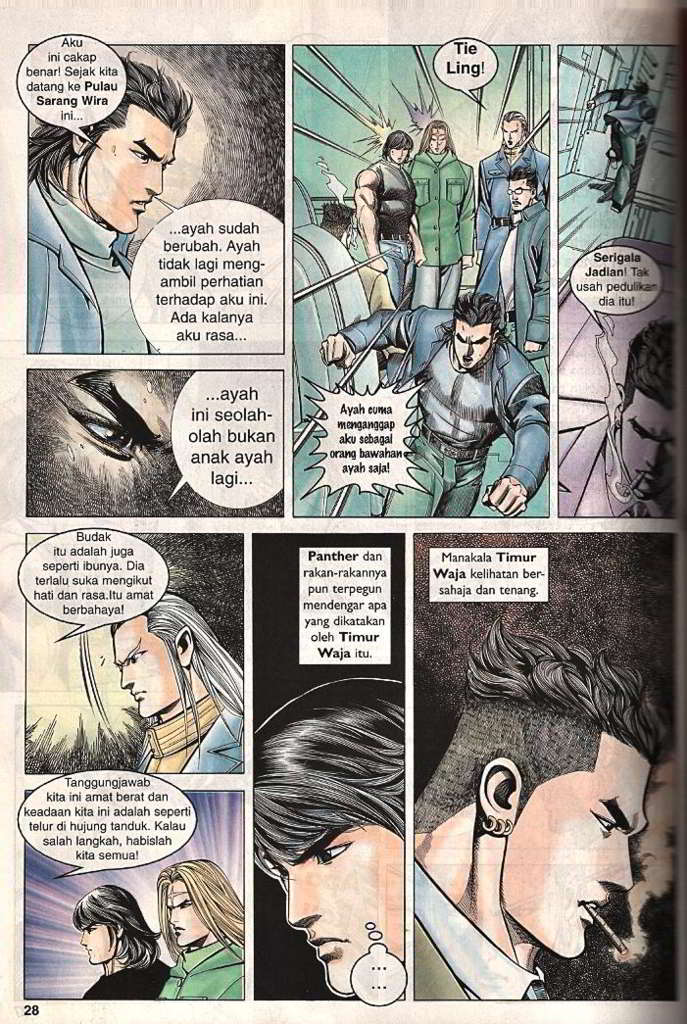 Aku
ini cakap
benar! Sejak kita
datang ke Pulau
Sarang Wira
ini...
...ayah sudah
berubah. Ayah
tidak lagi meng-
ambil perhatian
terhadap aku ini.
Ada kalanya
aku rasa...
...ayah
ini seolah-
olah bukan
anak ayah
lagi...
Tie
Ling!
Ayah cuma
menganggap
aku sebagai
orang bawahan
ayah saja!
Serigala
Jadian! Tak
usah pedulikan
dia itu!
Budak
itu adalah juga
seperti ibunya. Dia
terlalu suka mengikut
hati dan rasa.Itu amat
berbahaya!
Tanggungjawab
kita ini amat berat dan
keadaan kita ini adalah seperti
telur di hujung tanduk. Kalau
salah langkah, habislah
kita semua!
Panther dan
rakan-rakannya
pun terpegun
mendengar apa
yang dikatakan
oleh Timur
Waja itu.
...
...
Manakala Timur
Waja kelihatan ber-
sahaja dan tenang.
28